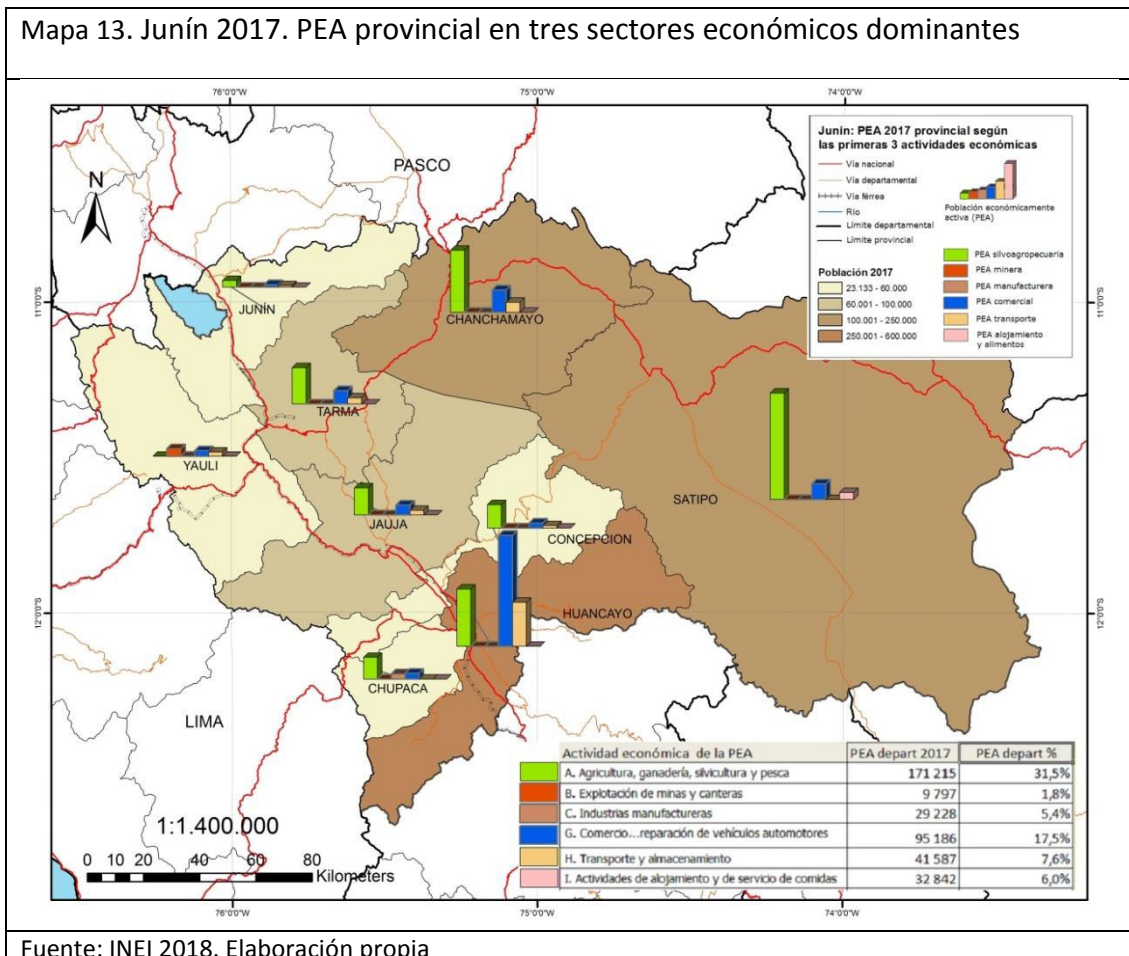 Mapa 13. Junín 2017. PEA provincial en tres sectores económicos dominantes
76°0'0"W 75°0'0"W 74°0'0"W
N
PASCO
Junín: PEA 2017 provincial según
las primeras 3 actividades económicas
Vía nacional
Vía departamental
Vía férrea
Río
Límite departamental
Límite provincial
Población económicamente
activa (PEA)
Población 2017
23.133 - 60.000
60.001 - 100.000
100.001 - 250.000
250.001 - 600.000
PEA silvoagropecuaria
PEA minera
PEA manufacturera
PEA comercial
PEA transporte
PEA alojamiento
y alimentos
11°0'0"S 11°0'0"S
JUNÍN
CHANCHAMAYO
TARMA
YAULI
SATIPO
JAUJA
CONCEPCION
12°0'0"S 12°0'0"S
HUANCAYO
CHUPACA
LIMA
1:1.400.000
0 10 20 40 60 80
Kilometers
Actividad económica de la PEA PEA depart 2017 PEA depart %
A. Agricultura, ganadería, silvicultura y pesca 171 215 31,5%
B. Explotación de minas y canteras 9 797 1,8%
C. Industrias manufactureras 29 228 5,4%
G. Comercio...reparación de vehículos automotores 95 186 17,5%
H. Transporte y almacenamiento 41 587 7,6%
I. Actividades de alojamiento y de servicio de comidas 32 842 6,0%
76°0'0"W 75°0'0"W 74°0'0"W
Fuente: INEI 2018. Elaboración propia